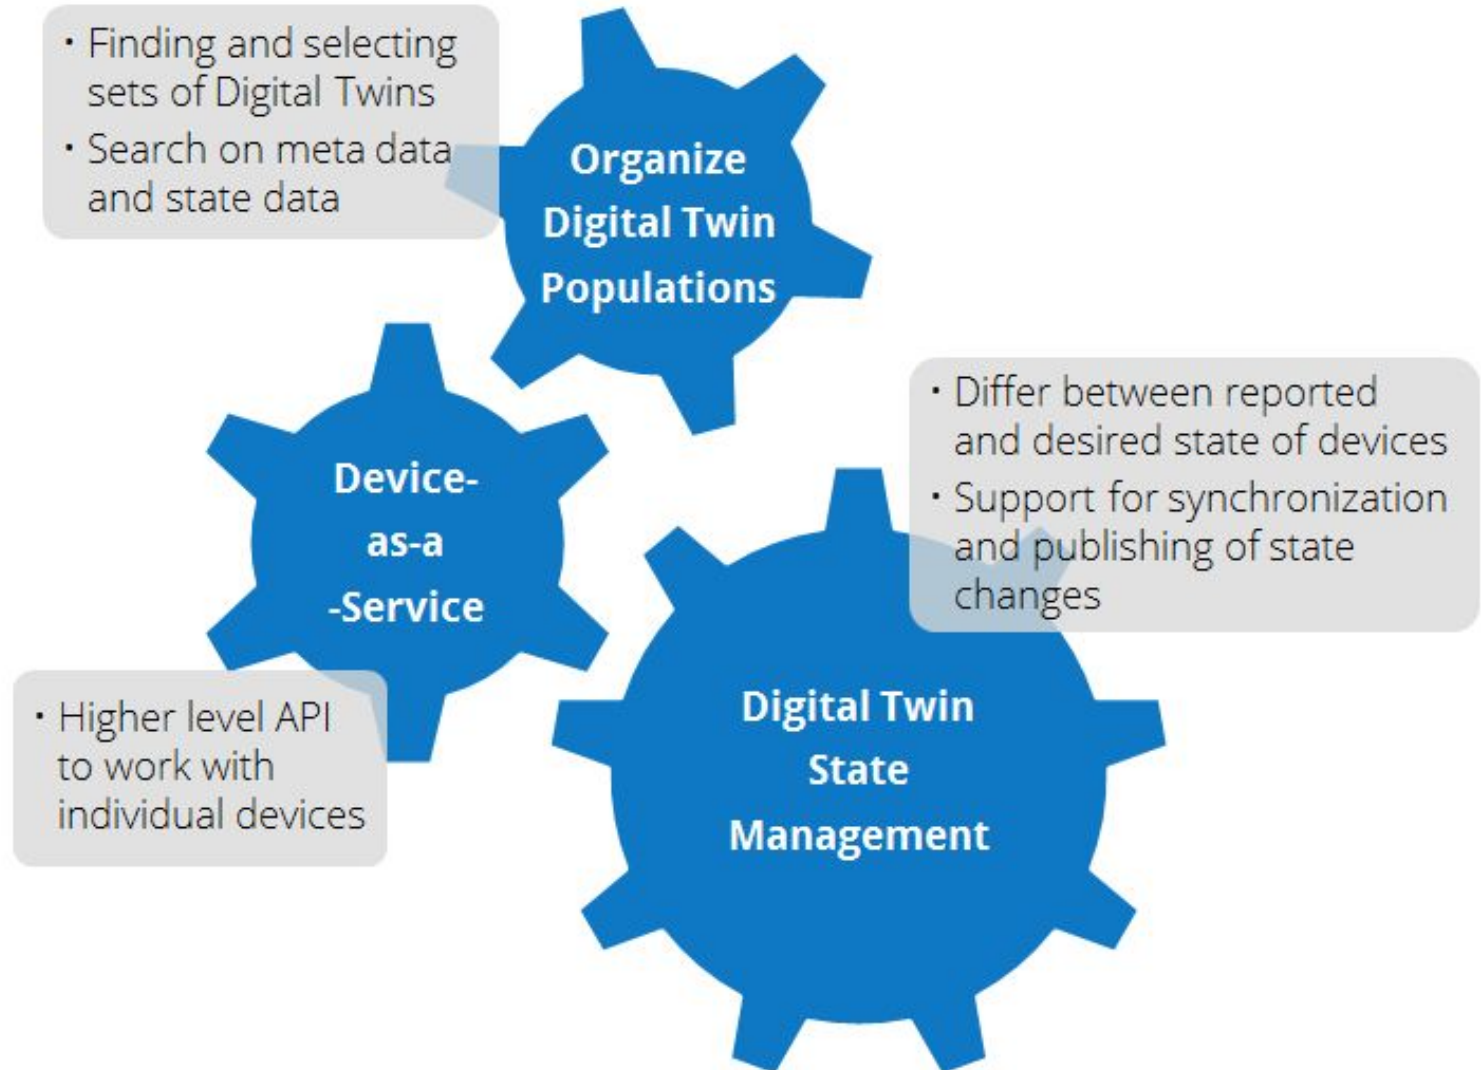 • Finding and selecting
sets of Digital Twins
• Search on meta data
and state data
Organize
Digital Twin
Populations
Device-
as-a
-Service
• Higher level API
to work with
individual devices
• Differ between reported
and desired state of devices
• Support for synchronization
and publishing of state
changes
Digital Twin
State
Management